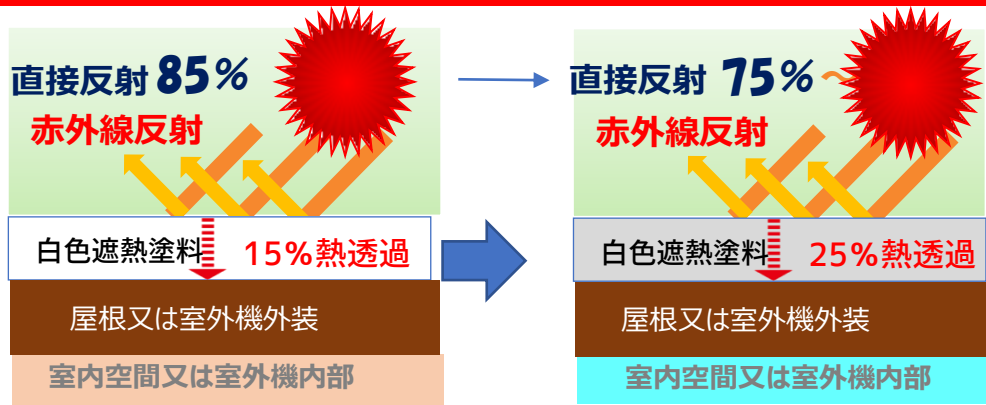 直接反射 85%
赤外線反射
白色遮熱塗料
15%熱透過
屋根又は室外機外装
室内空間又は室外機内部
直接反射 75%
赤外線反射
白色遮熱塗料
25%熱透過
屋根又は室外機外装
室内空間又は室外機内部